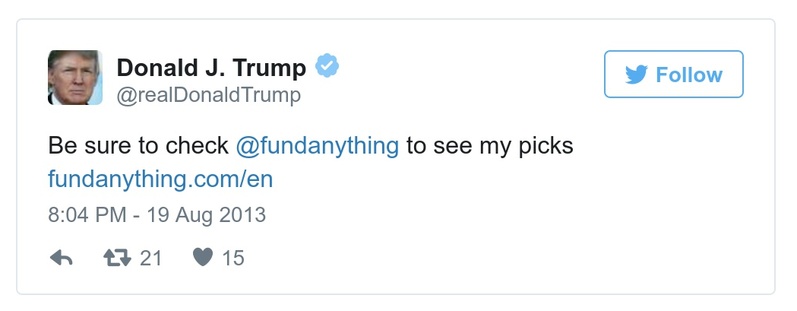 Donald J. Trump
@realDonaldTrump
Follow
Be sure to check @fundanything to see my picks
fundanything.com/en
8:04 PM - 19 Aug 2013
21 15